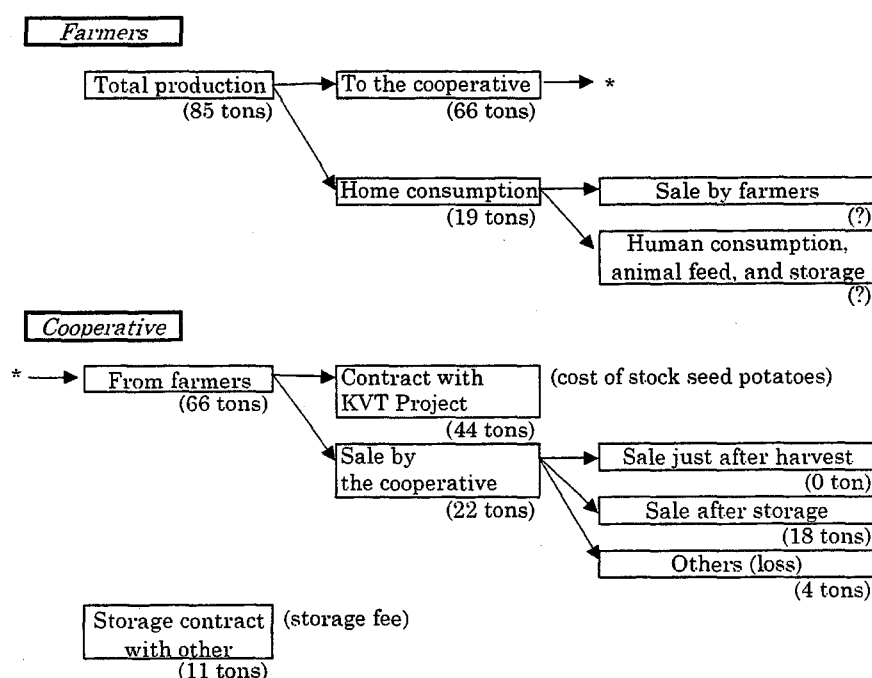 Farmers
Total production
(85 tons)
To the cooperative
(66 tons)
*
Home consumption
(19 tons)
Sale by farmers
(?)
Human consumption,
animal feed, and storage
(?)
Cooperative
*
From farmers
(66 tons)
Contract with
KVT Project
(44 tons)
(cost of stock seed potatoes)
Sale by
the cooperative
(22 tons)
Sale just after harvest
(0 ton)
Sale after storage
(18 tons)
Others (loss)
(4 tons)
Storage contract
with other
(11 tons)
(storage fee)